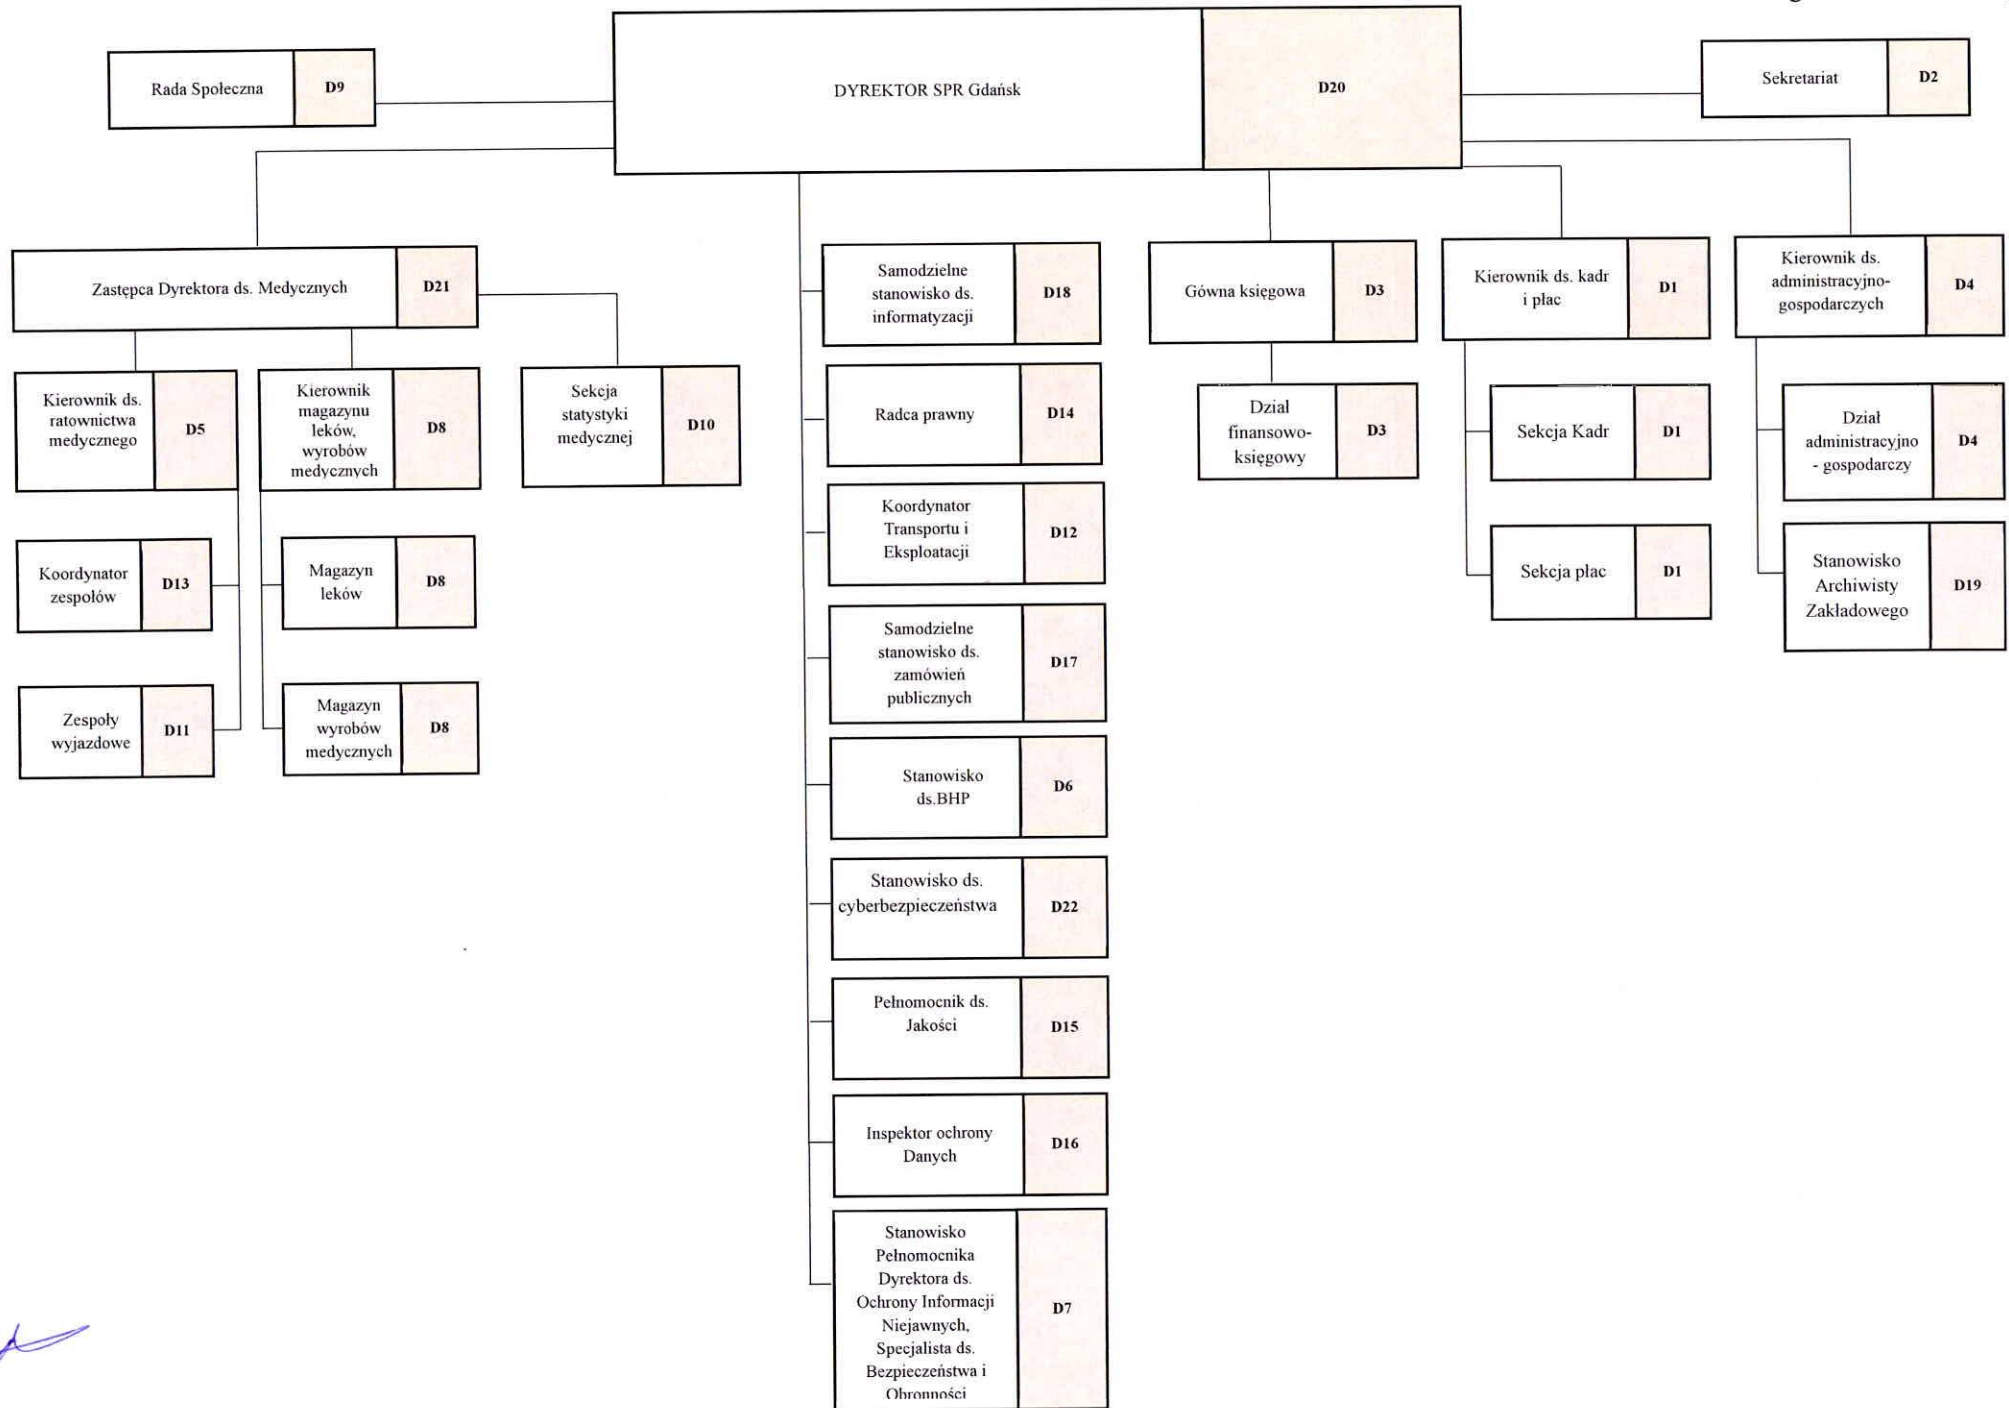 Rada Społeczna
D9
DYREKTOR SPR Gdańsk
D20
Sekretariat
D2
Zastępca Dyrektora ds. Medycznych
D21
Kierownik ds.
ratownictwa
medycznego
D5
Kierownik
magazynu
leków,
wyrobów
medycznych
D8
Sekcja
statystyki
medycznej
D10
Koordynator
zespołów
D13
Magazyn
leków
D8
Zespoły
wyjazdowe
D11
Magazyn
wyrobów
medycznych
D8
Samodzielne
stanowisko ds.
informatyzacji
D18
Radca prawny
D14
Koordynator
Transportu i
Eksploatacji
D12
Samodzielne
stanowisko ds.
zamówień
publicznych
D17
Stanowisko
ds.BHP
D6
Stanowisko ds.
cyberbezpieczeństwa
D22
Pełnomocnik ds.
Jakości
D15
Inspektor ochrony
Danych
D16
Stanowisko
Pełnomocnika
Dyrektora ds.
Ochrony Informacji
Niejawnych,
Specjalista ds.
Bezpieczeństwa i
Obronności
D7
Gówna księgowa
D3
Dział
finansowo-
księgowy
D3
Kierownik ds. kadr
i płac
D1
Sekcja Kadr
D1
Sekcja płac
D1
Kierownik ds.
administracyjno-
gospodarczych
D4
Dział
administracyjno
- gospodarczy
D4
Stanowisko
Archiwisty
Zakładowego
D19